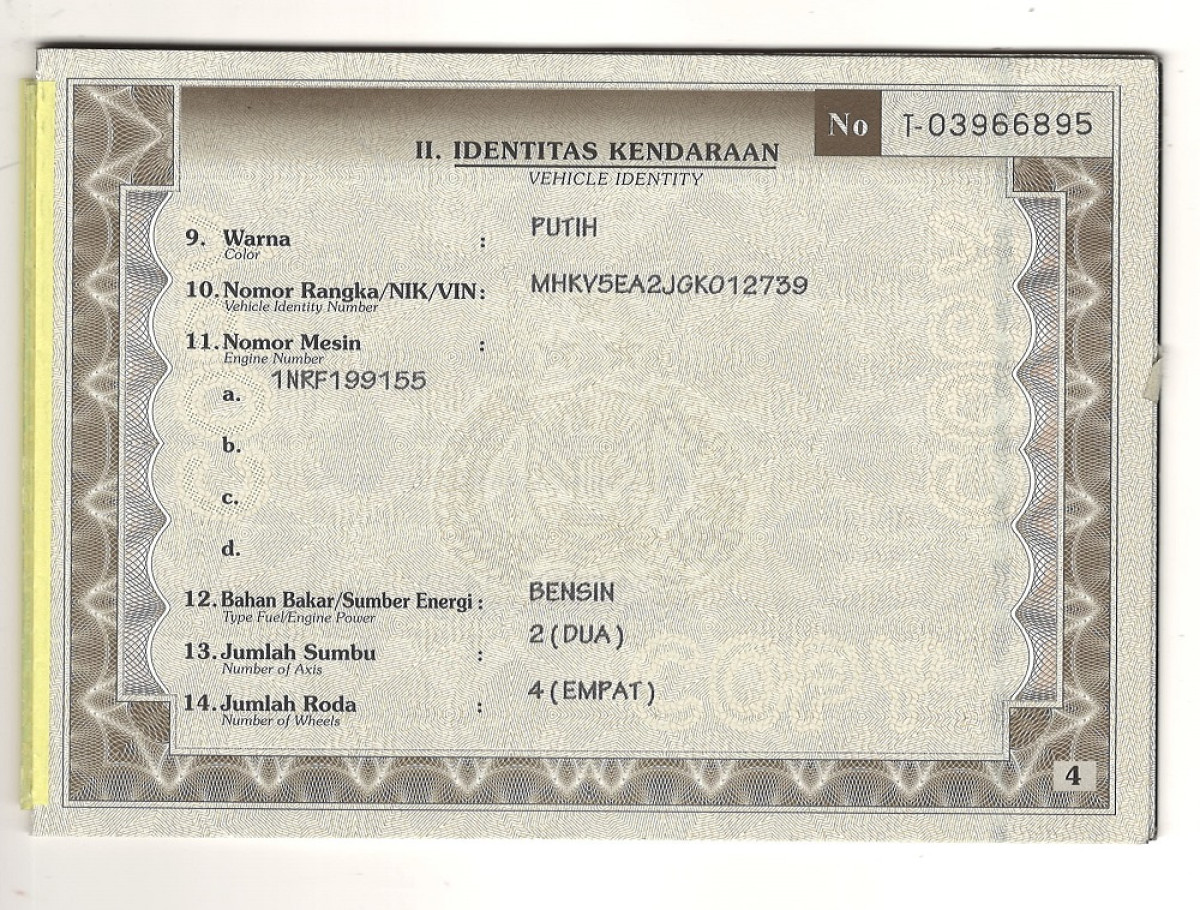 No T-03966895
II. IDENTITAS KENDARAAN
VEHICLE IDENTITY
9. Warna : PUTIH
Color
10. Nomor Rangka/NIK/VIN : MHKV5EA2JGK012739
Vehicle Identity Number
11. Nomor Mesin :
Engine Number
a. 1NRF199155
b.
c.
d.
12. Bahan Bakar/Sumber Energi : BENSIN
Type Fuel/Engine Power
13. Jumlah Sumbu : 2 (DUA)
Number of Axis
14. Jumlah Roda : 4 (EMPAT)
Number of Wheels
COPY
4